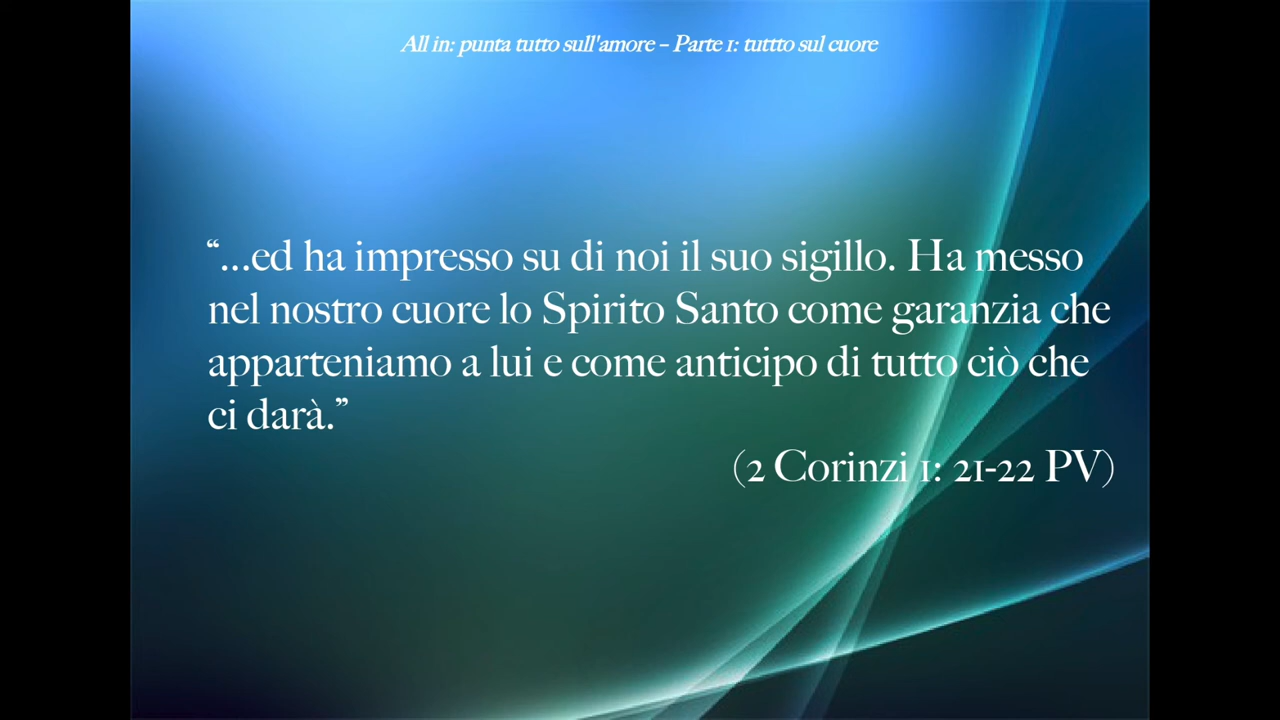 All in: punta tutto sull'amore – Parte 1: tuttto sul cuore
“...ed ha impresso su di noi il suo sigillo. Ha messo
nel nostro cuore lo Spirito Santo come garanzia che
apparteniamo a lui e come anticipo di tutto ciò che
ci darà.”
(2 Corinzi 1: 21-22 PV)